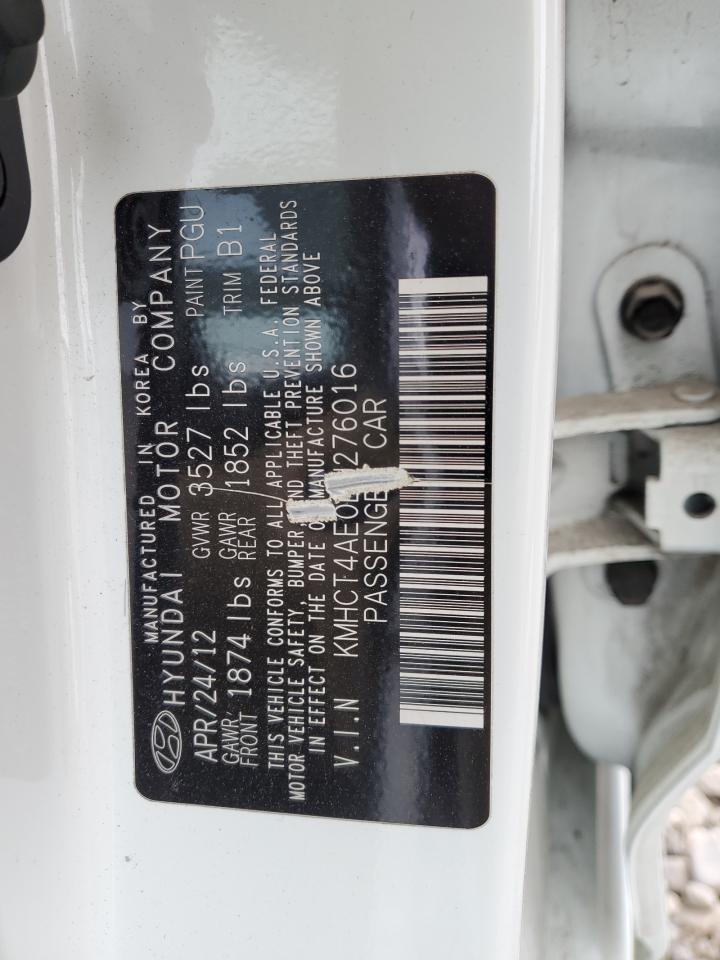 MANUFACTURED IN KOREA BY
HYUNDAI MOTOR COMPANY
APR/24/12 GVWR 3527 lbs PAINT PGU
GAWR FRONT 1874 lbs GAWR REAR 1852 lbs TRIM B1
THIS VEHICLE CONFORMS TO ALL APPLICABLE U.S.A. FEDERAL
MOTOR VEHICLE SAFETY, BUMPER AND THEFT PREVENTION STANDARDS
IN EFFECT ON THE DATE OF MANUFACTURE SHOWN ABOVE
V.I.N
PASSENGER CAR